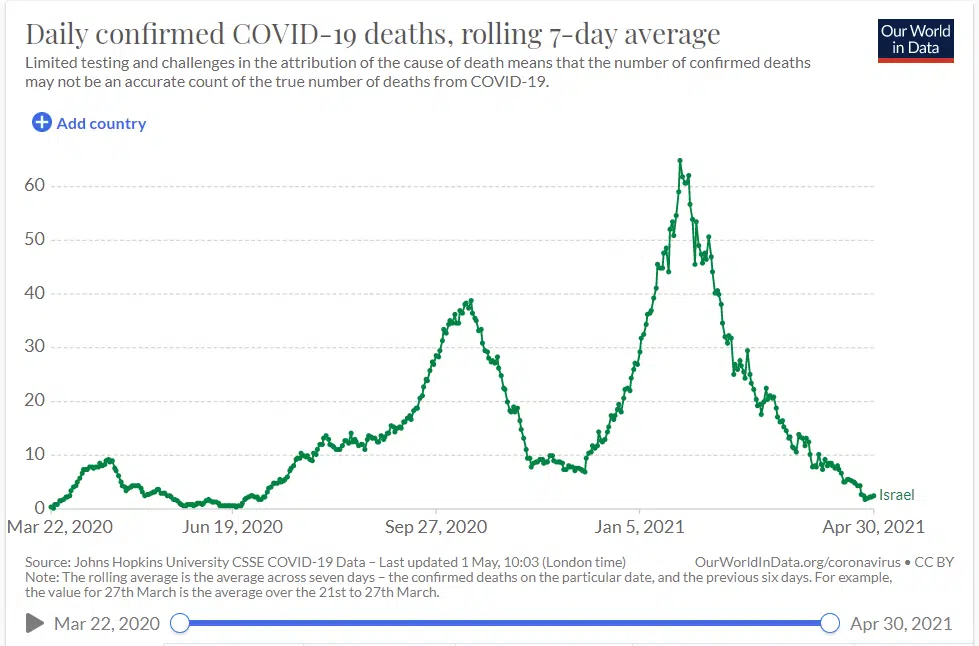 Daily confirmed COVID-19 deaths, rolling 7-day average
Our World
in Data
Limited testing and challenges in the attribution of the cause of death means that the number of confirmed deaths
may not be an accurate count of the true number of deaths from COVID-19.
Add country
60
50
40
30
20
10
0
Israel
Mar 22, 2020
Jun 19, 2020
Sep 27, 2020
Jan 5, 2021
Apr 30, 2021
Source: Johns Hopkins University CSSE COVID-19 Data – Last updated 1 May, 10:03 (London time)
OurWorldInData.org/coronavirus • CC BY
Note: The rolling average is the average across seven days – the confirmed deaths on the particular date, and the previous six days. For example,
the value for 27th March is the average over the 21st to 27th March.
Mar 22, 2020
Apr 30, 2021